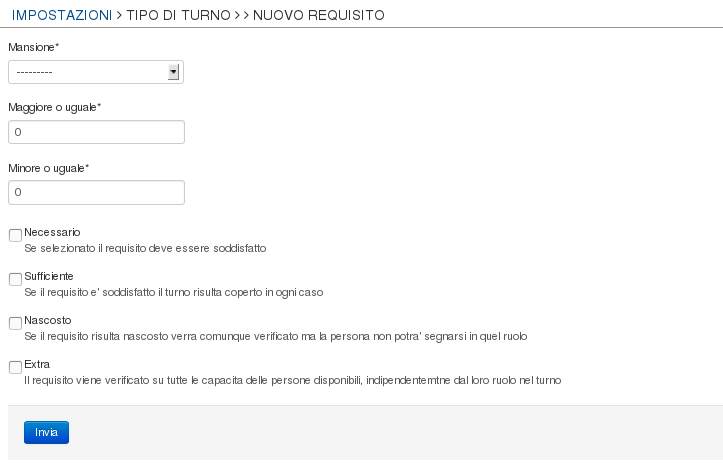 IMPOSTAZIONI > TIPO DI TURNO > > NUOVO REQUISITO
Mansione*
---------
Maggiore o uguale*
0
Minore o uguale*
0
Necessario
Se selezionato il requisito deve essere soddisfatto
Sufficiente
Se il requisito e' soddisfatto il turno risulta coperto in ogni caso
Nascosto
Se il requisito risulta nascosto verra comunque verificato ma la persona non potra' segnarsi in quel ruolo
Extra
Il requisito viene verificato su tutte le capacita delle persone disponibili, indipendentemtne dal loro ruolo nel turno
Invia